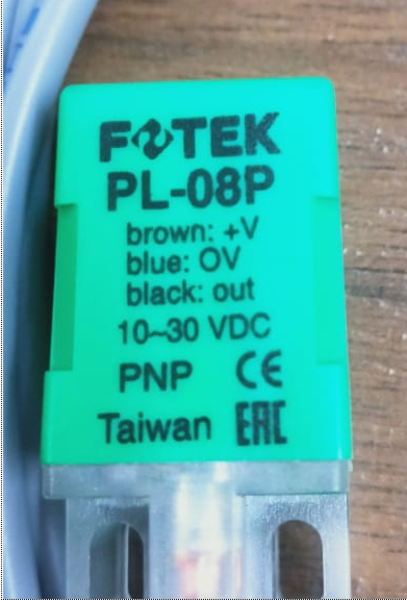 FOTEK
PL-08P
brown: +V
blue: OV
black: out
10~30 VDC
PNP CE
Taiwan EAC